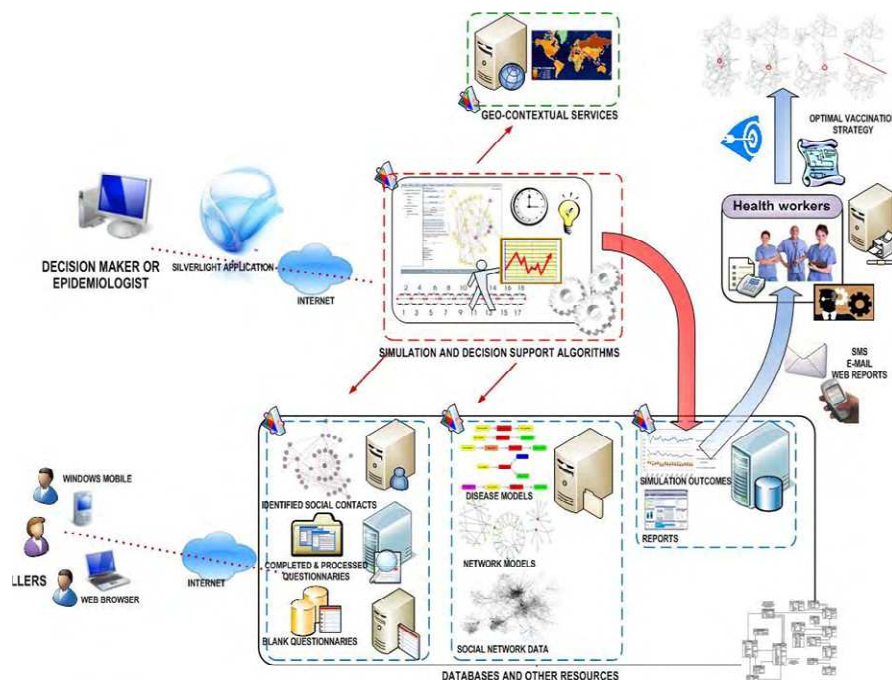 GEO-CONTEXTUAL SERVICES
OPTIMAL VACCINATION
STRATEGY
Health workers
DECISION MAKER OR
EPIDEMIOLOGIST
SILVERLIGHT APPLICATION
INTERNET
2 4 6 8 10 14 16 18
1 3 5 7 9 11 13 15 17
SIMULATION AND DECISION SUPPORT ALGORITHMS
SMS
E-MAIL
WEB REPORTS
WINDOWS MOBILE
LLERS
WEB BROWSER
INTERNET
IDENTIFIED SOCIAL CONTACTS
COMPLETED & PROCESSED
QUESTIONNARIES
BLANK QUESTIONNARIES
DISEASE MODELS
NETWORK MODELS
SOCIAL NETWORK DATA
SIMULATION OUTCOMES
REPORTS
DATABASES AND OTHER RESOURCES